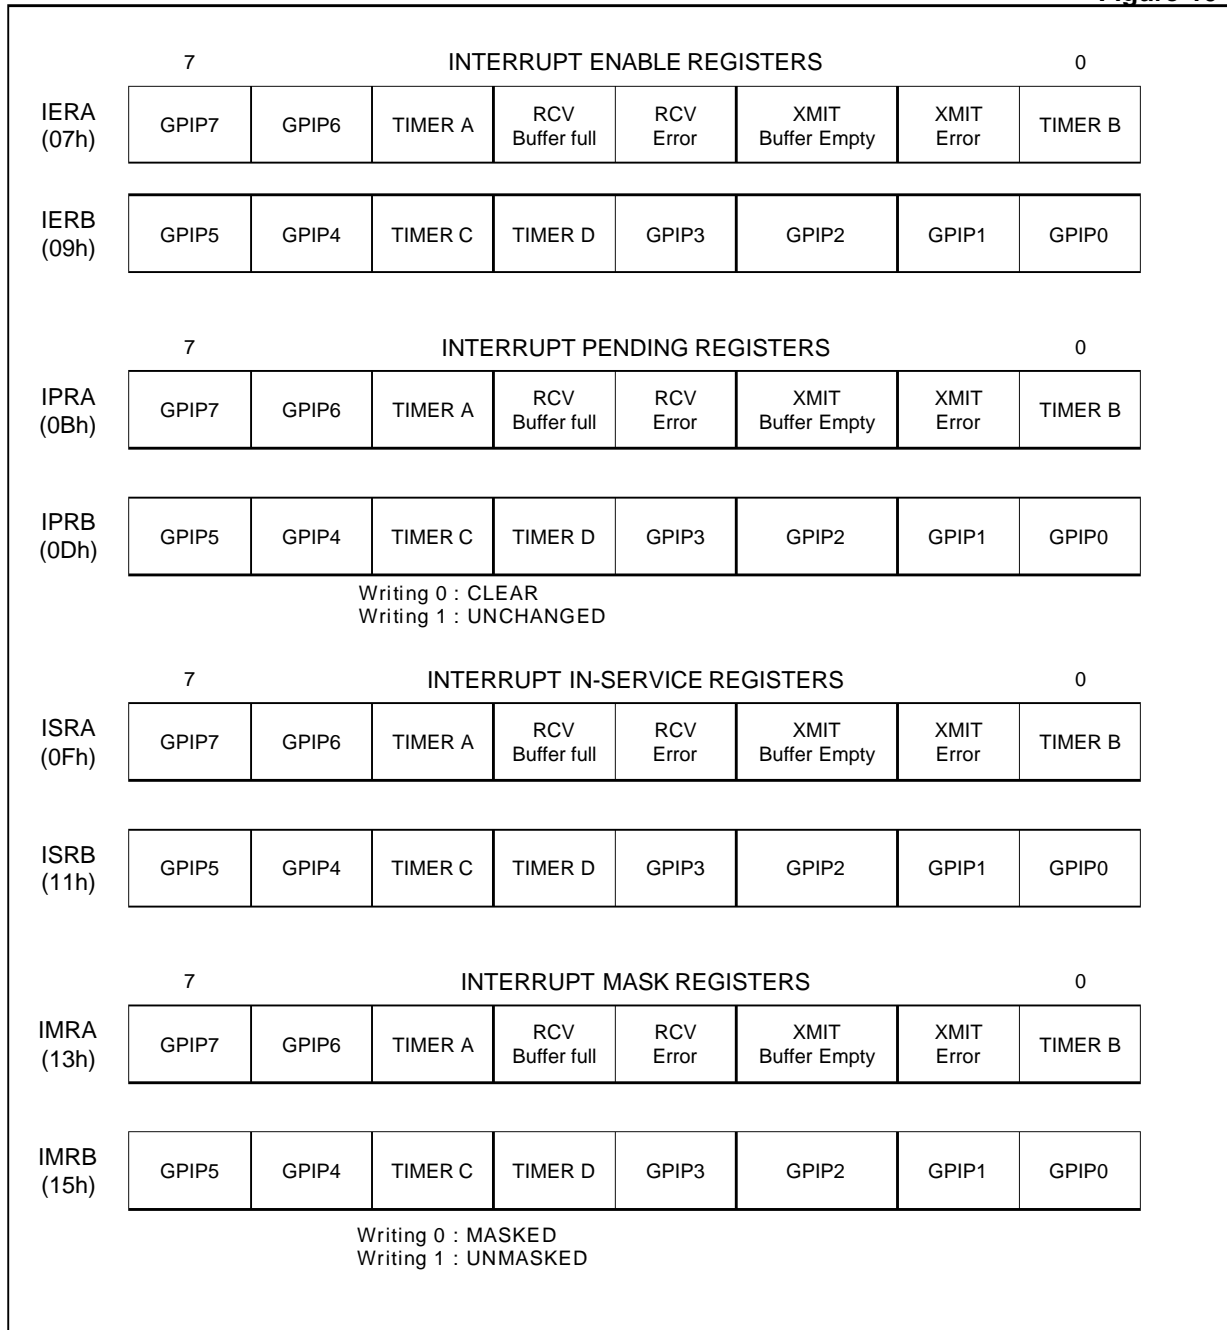 7 INTERRUPT ENABLE REGISTERS 0
IERA
(07h)
GPIP7 GPIP6 TIMER A RCV Buffer full RCV Error XMIT Buffer Empty XMIT Error TIMER B
IERB
(09h)
GPIP5 GPIP4 TIMER C TIMER D GPIP3 GPIP2 GPIP1 GPIP0
7 INTERRUPT PENDING REGISTERS 0
IPRA
(0Bh)
GPIP7 GPIP6 TIMER A RCV Buffer full RCV Error XMIT Buffer Empty XMIT Error TIMER B
IPRB
(0Dh)
GPIP5 GPIP4 TIMER C TIMER D GPIP3 GPIP2 GPIP1 GPIP0
Writing 0 : CLEAR
Writing 1 : UNCHANGED
7 INTERRUPT IN-SERVICE REGISTERS 0
ISRA
(0Fh)
GPIP7 GPIP6 TIMER A RCV Buffer full RCV Error XMIT Buffer Empty XMIT Error TIMER B
ISRB
(11h)
GPIP5 GPIP4 TIMER C TIMER D GPIP3 GPIP2 GPIP1 GPIP0
7 INTERRUPT MASK REGISTERS 0
IMRA
(13h)
GPIP7 GPIP6 TIMER A RCV Buffer full RCV Error XMIT Buffer Empty XMIT Error TIMER B
IMRB
(15h)
GPIP5 GPIP4 TIMER C TIMER D GPIP3 GPIP2 GPIP1 GPIP0
Writing 0 : MASKED
Writing 1 : UNMASKED